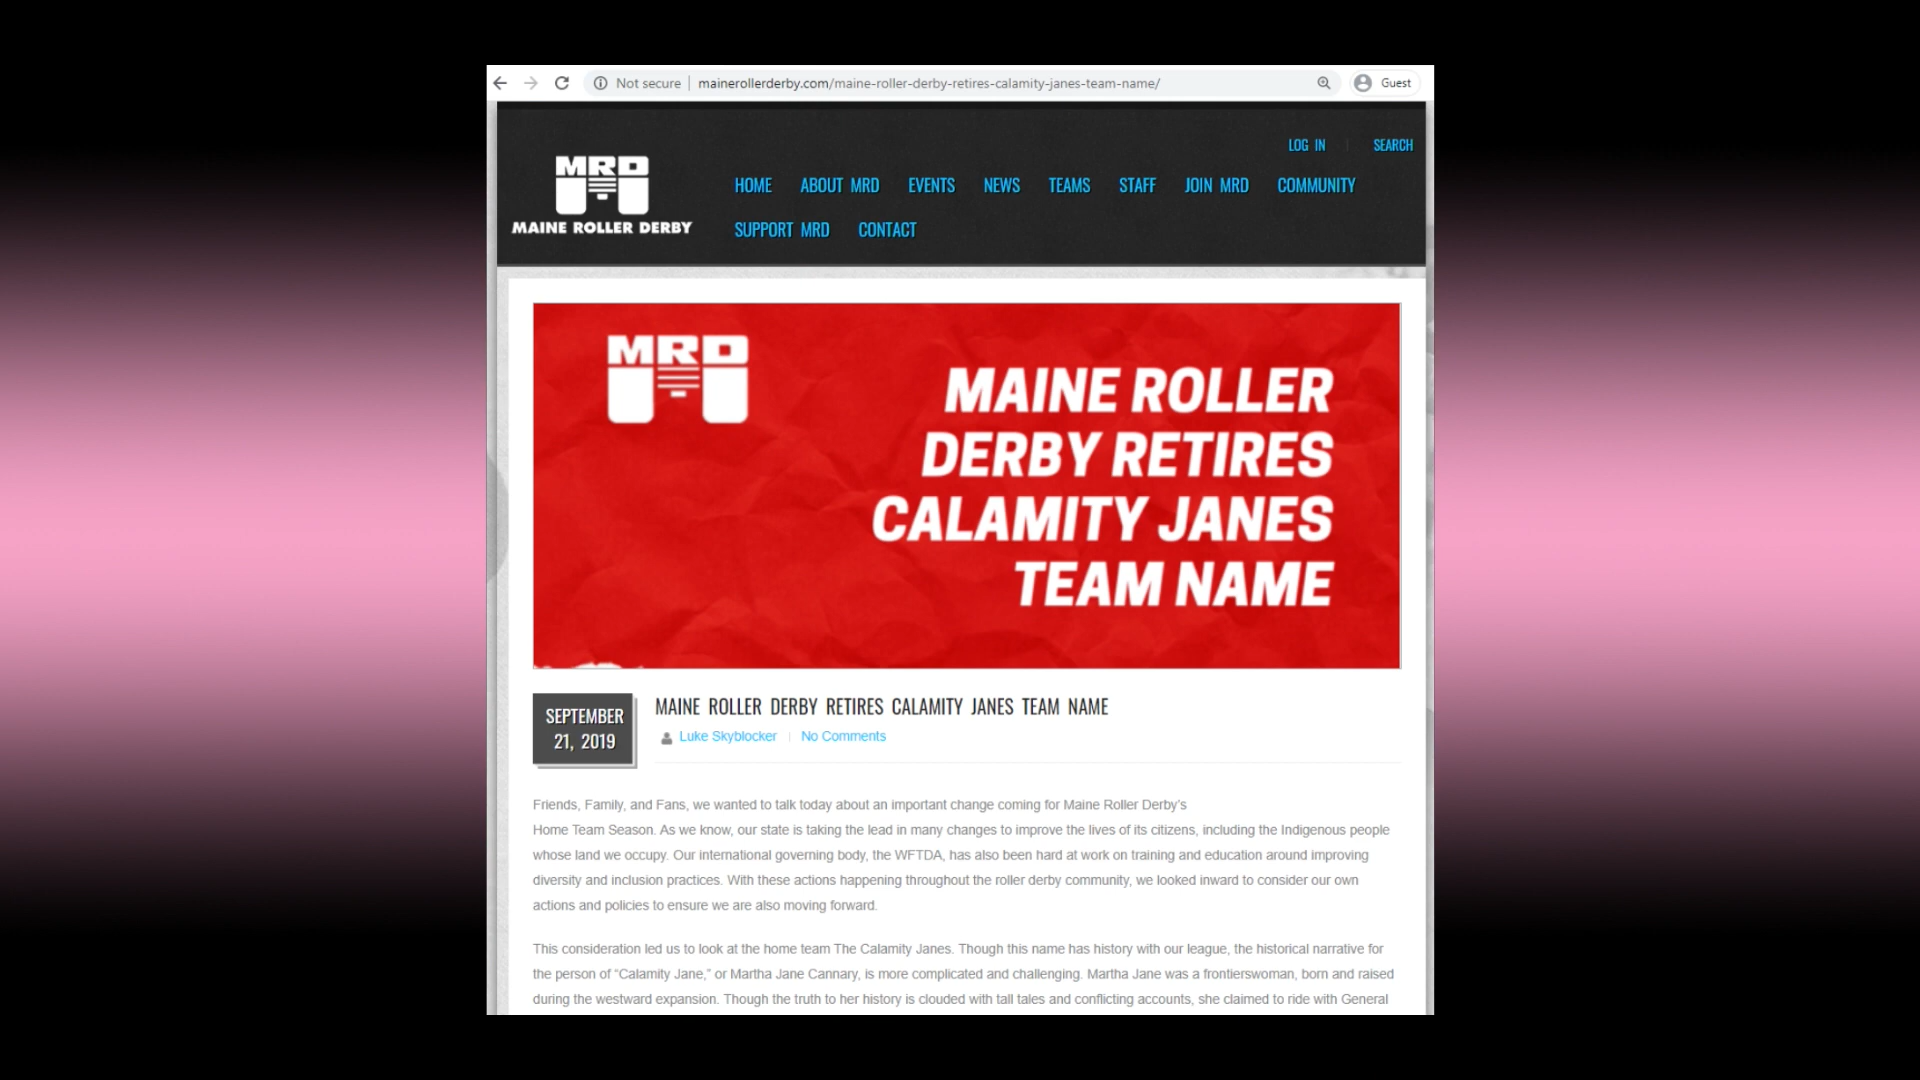 Not secure | mainerollerderby.com/maine-roller-derby-retires-calamity-janes-team-name/
Guest
LOG IN | SEARCH
MRD
MAINE ROLLER DERBY
HOME ABOUT MRD EVENTS NEWS TEAMS STAFF JOIN MRD COMMUNITY
SUPPORT MRD CONTACT
MRD
MAINE ROLLER
DERBY RETIRES
CALAMITY JANES
TEAM NAME
SEPTEMBER
21, 2019
MAINE ROLLER DERBY RETIRES CALAMITY JANES TEAM NAME
Luke Skyblocker | No Comments
Friends, Family, and Fans, we wanted to talk today about an important change coming for Maine Roller Derby’s
Home Team Season. As we know, our state is taking the lead in many changes to improve the lives of its citizens, including the Indigenous people
whose land we occupy. Our international governing body, the WFTDA, has also been hard at work on training and education around improving
diversity and inclusion practices. With these actions happening throughout the roller derby community, we looked inward to consider our own
actions and policies to ensure we are also moving forward.
This consideration led us to look at the home team The Calamity Janes. Though this name has history with our league, the historical narrative for
the person of “Calamity Jane,” or Martha Jane Cannary, is more complicated and challenging. Martha Jane was a frontierswoman, born and raised
during the westward expansion. Though the truth to her history is clouded with tall tales and conflicting accounts, she claimed to ride with General